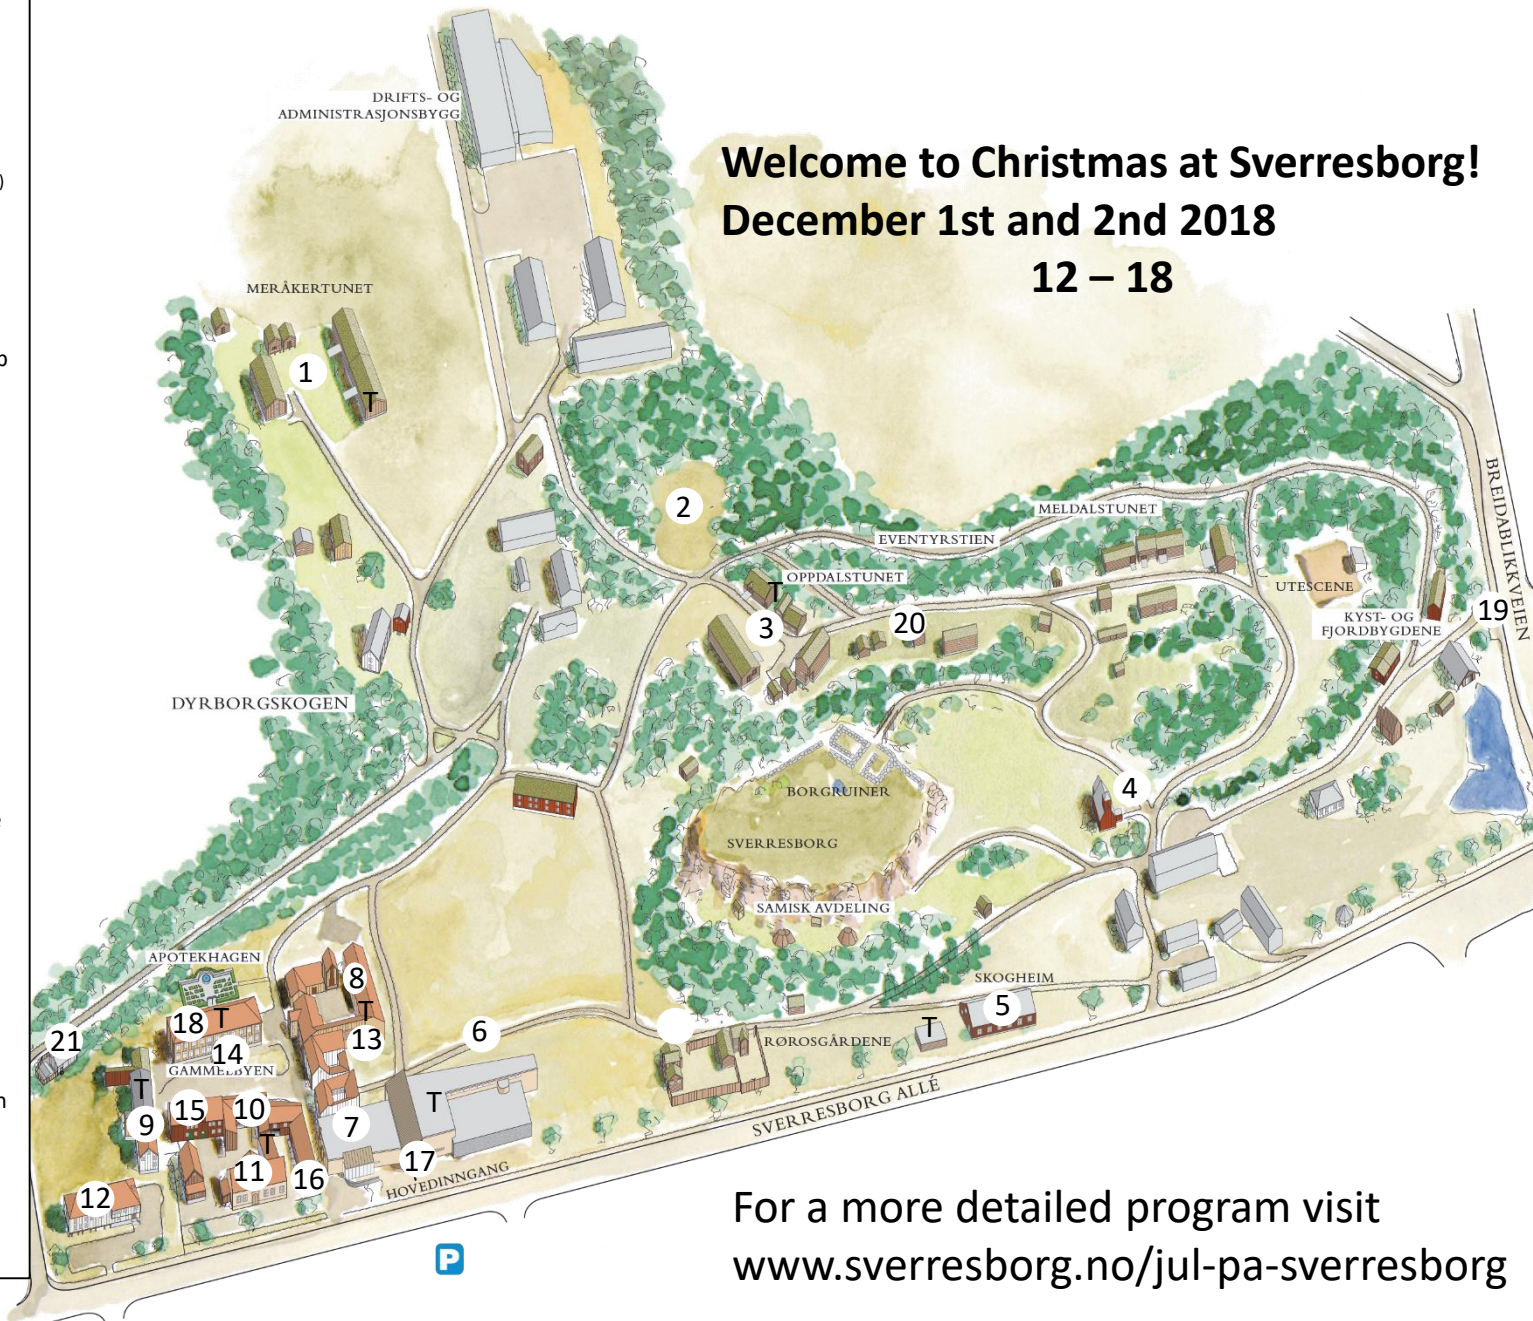 DRIFTS- OG
ADMINISTRASJONSBYGG
Welcome to Christmas at Sverresborg!
December 1st and 2nd 2018
12 – 18
)
MERÅKERTUNET
1
T
2
MELDALSTUNET
EVENTYRSTIEN
OPPDALSTUNET
T
3
20
UTESCENE
KYST- OG
FJORDBYGDENE
19
BREIDABLIKKVEIEN
DYRBORGSKOGEN
BORGRUINER
4
SVERRESBORG
SAMISK AVDELING
SKOGHEIM
5
T
RØROSGÅRDENE
APOTEKHAGEN
8
T
18
T
13
6
21
14
GAMMELBYEN
T
15
10
9
T
7
T
11
16
17
12
HOVEDINNGANG
SVERRESBORG ALLÉ
P
For a more detailed program visit
www.sverresborg.no/jul-pa-sverresborg